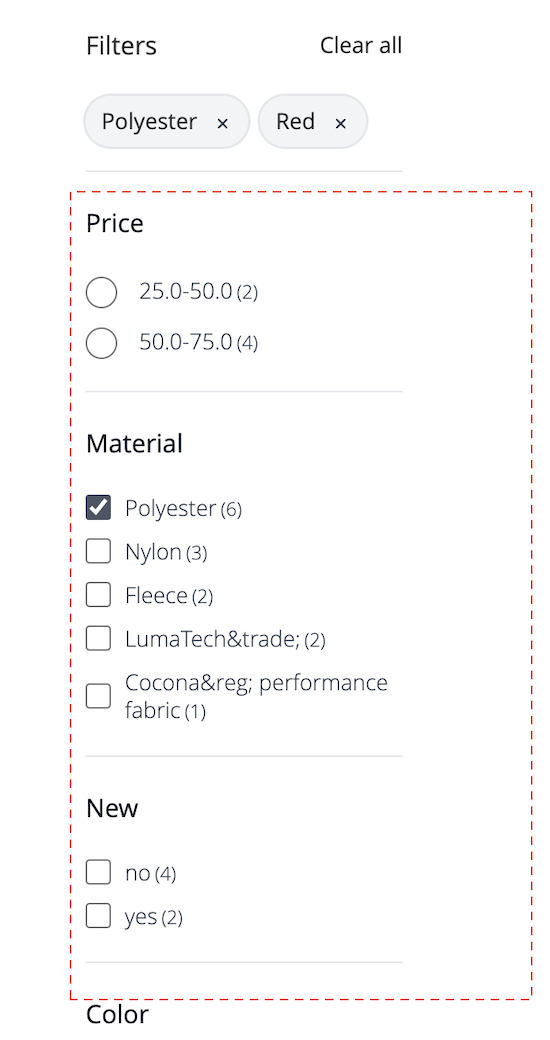 Filters Clear all
Polyester × Red ×
Price
25.0-50.0 (2)
50.0-75.0 (4)
Material
Polyester (6)
Nylon (3)
Fleece (2)
LumaTech&trade; (2)
Cocona&reg; performance
fabric (1)
New
no (4)
yes (2)
Color